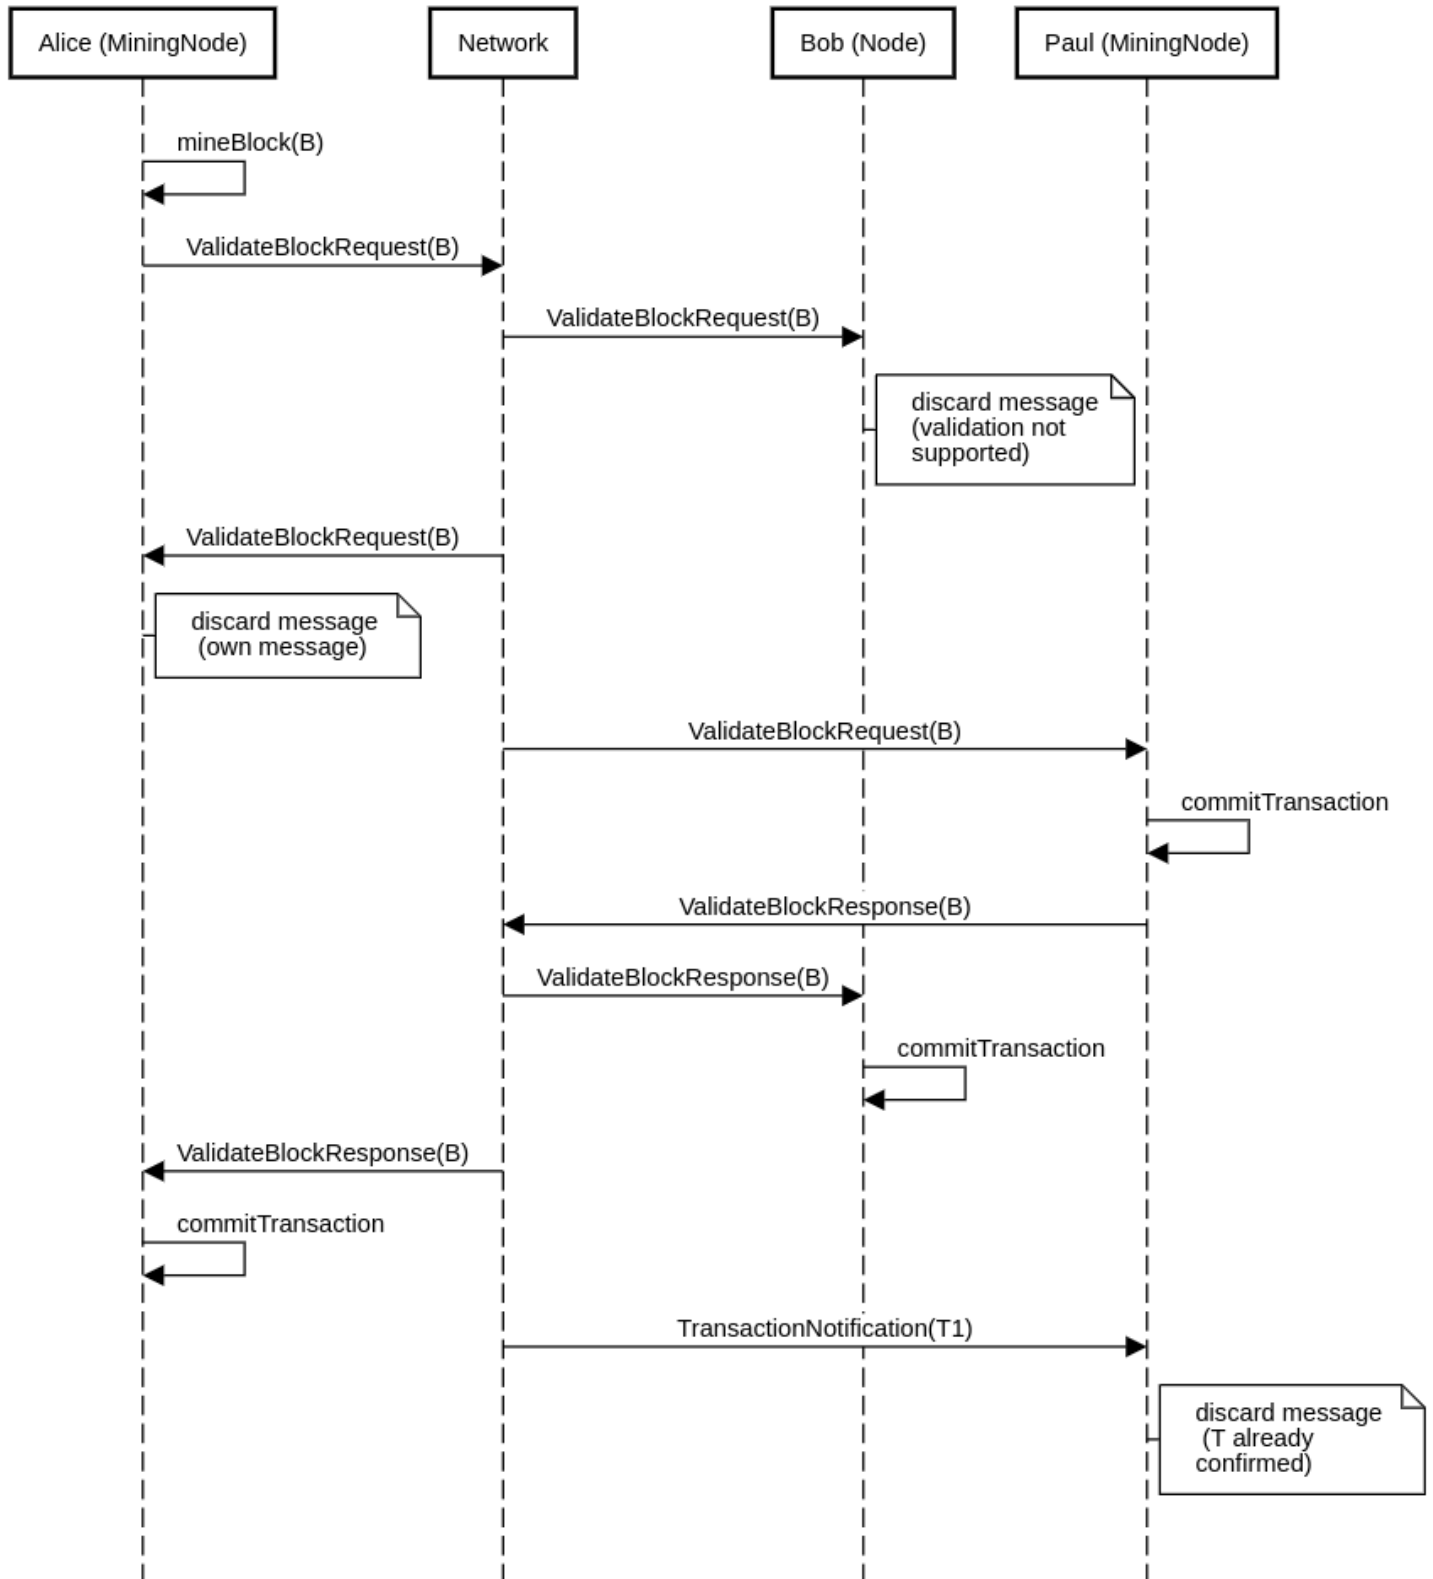 Alice (MiningNode)
Network
Bob (Node)
Paul (MiningNode)
mineBlock(B)
ValidateBlockRequest(B)
ValidateBlockRequest(B)
discard message
(validation not
supported)
ValidateBlockRequest(B)
discard message
(own message)
ValidateBlockRequest(B)
commitTransaction
ValidateBlockResponse(B)
ValidateBlockResponse(B)
commitTransaction
ValidateBlockResponse(B)
commitTransaction
TransactionNotification(T1)
discard message
(T already
confirmed)